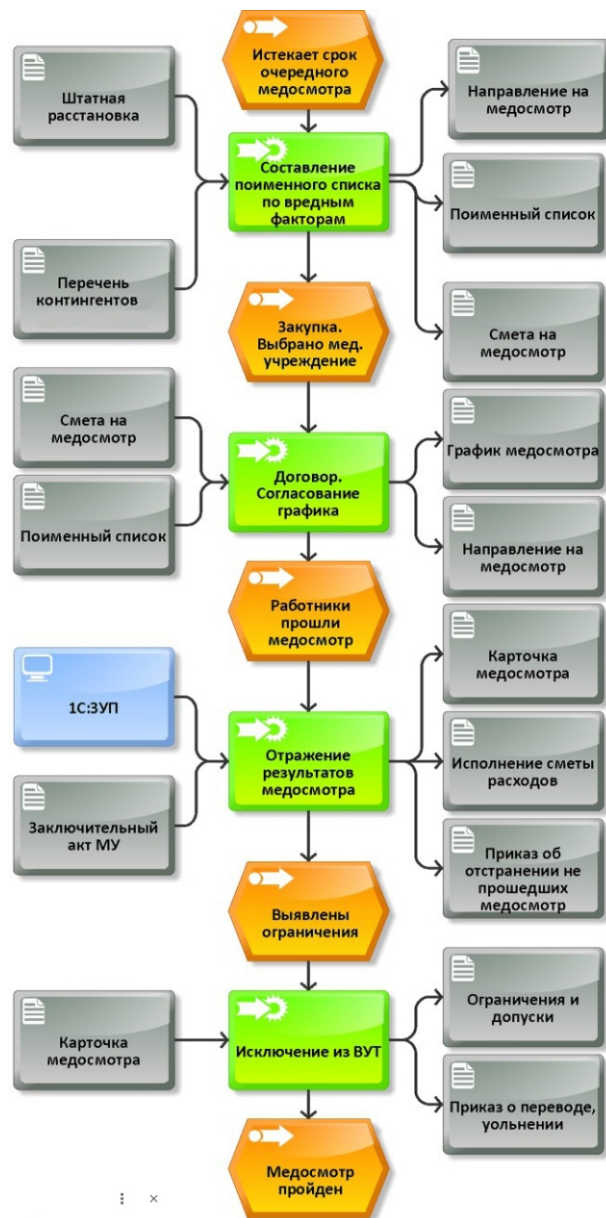 Истекает срок
очередного
медосмотра
Штатная
расстановка
Направление на
медосмотр
Составление
поименного списка
по вредным
факторам
Поименный список
Перечень
контингентов
Закупка.
Выбрано мед.
учреждение
Смета на
медосмотр
Смета на
медосмотр
График медосмотра
Договор.
Согласование
графика
Поименный список
Направление на
медосмотр
Работники
прошли
медосмотр
Карточка
медосмотра
1С:ЗУП
Отражение
результатов
медосмотра
Исполнение сметы
расходов
Заключительный
акт МУ
Приказ об
отстранении не
прошедших
медосмотр
Выявлены
ограничения
Ограничения и
допуски
Карточка
медосмотра
Исключение из ВУТ
Приказ о переводе,
уольнении
Медосмотр
пройден